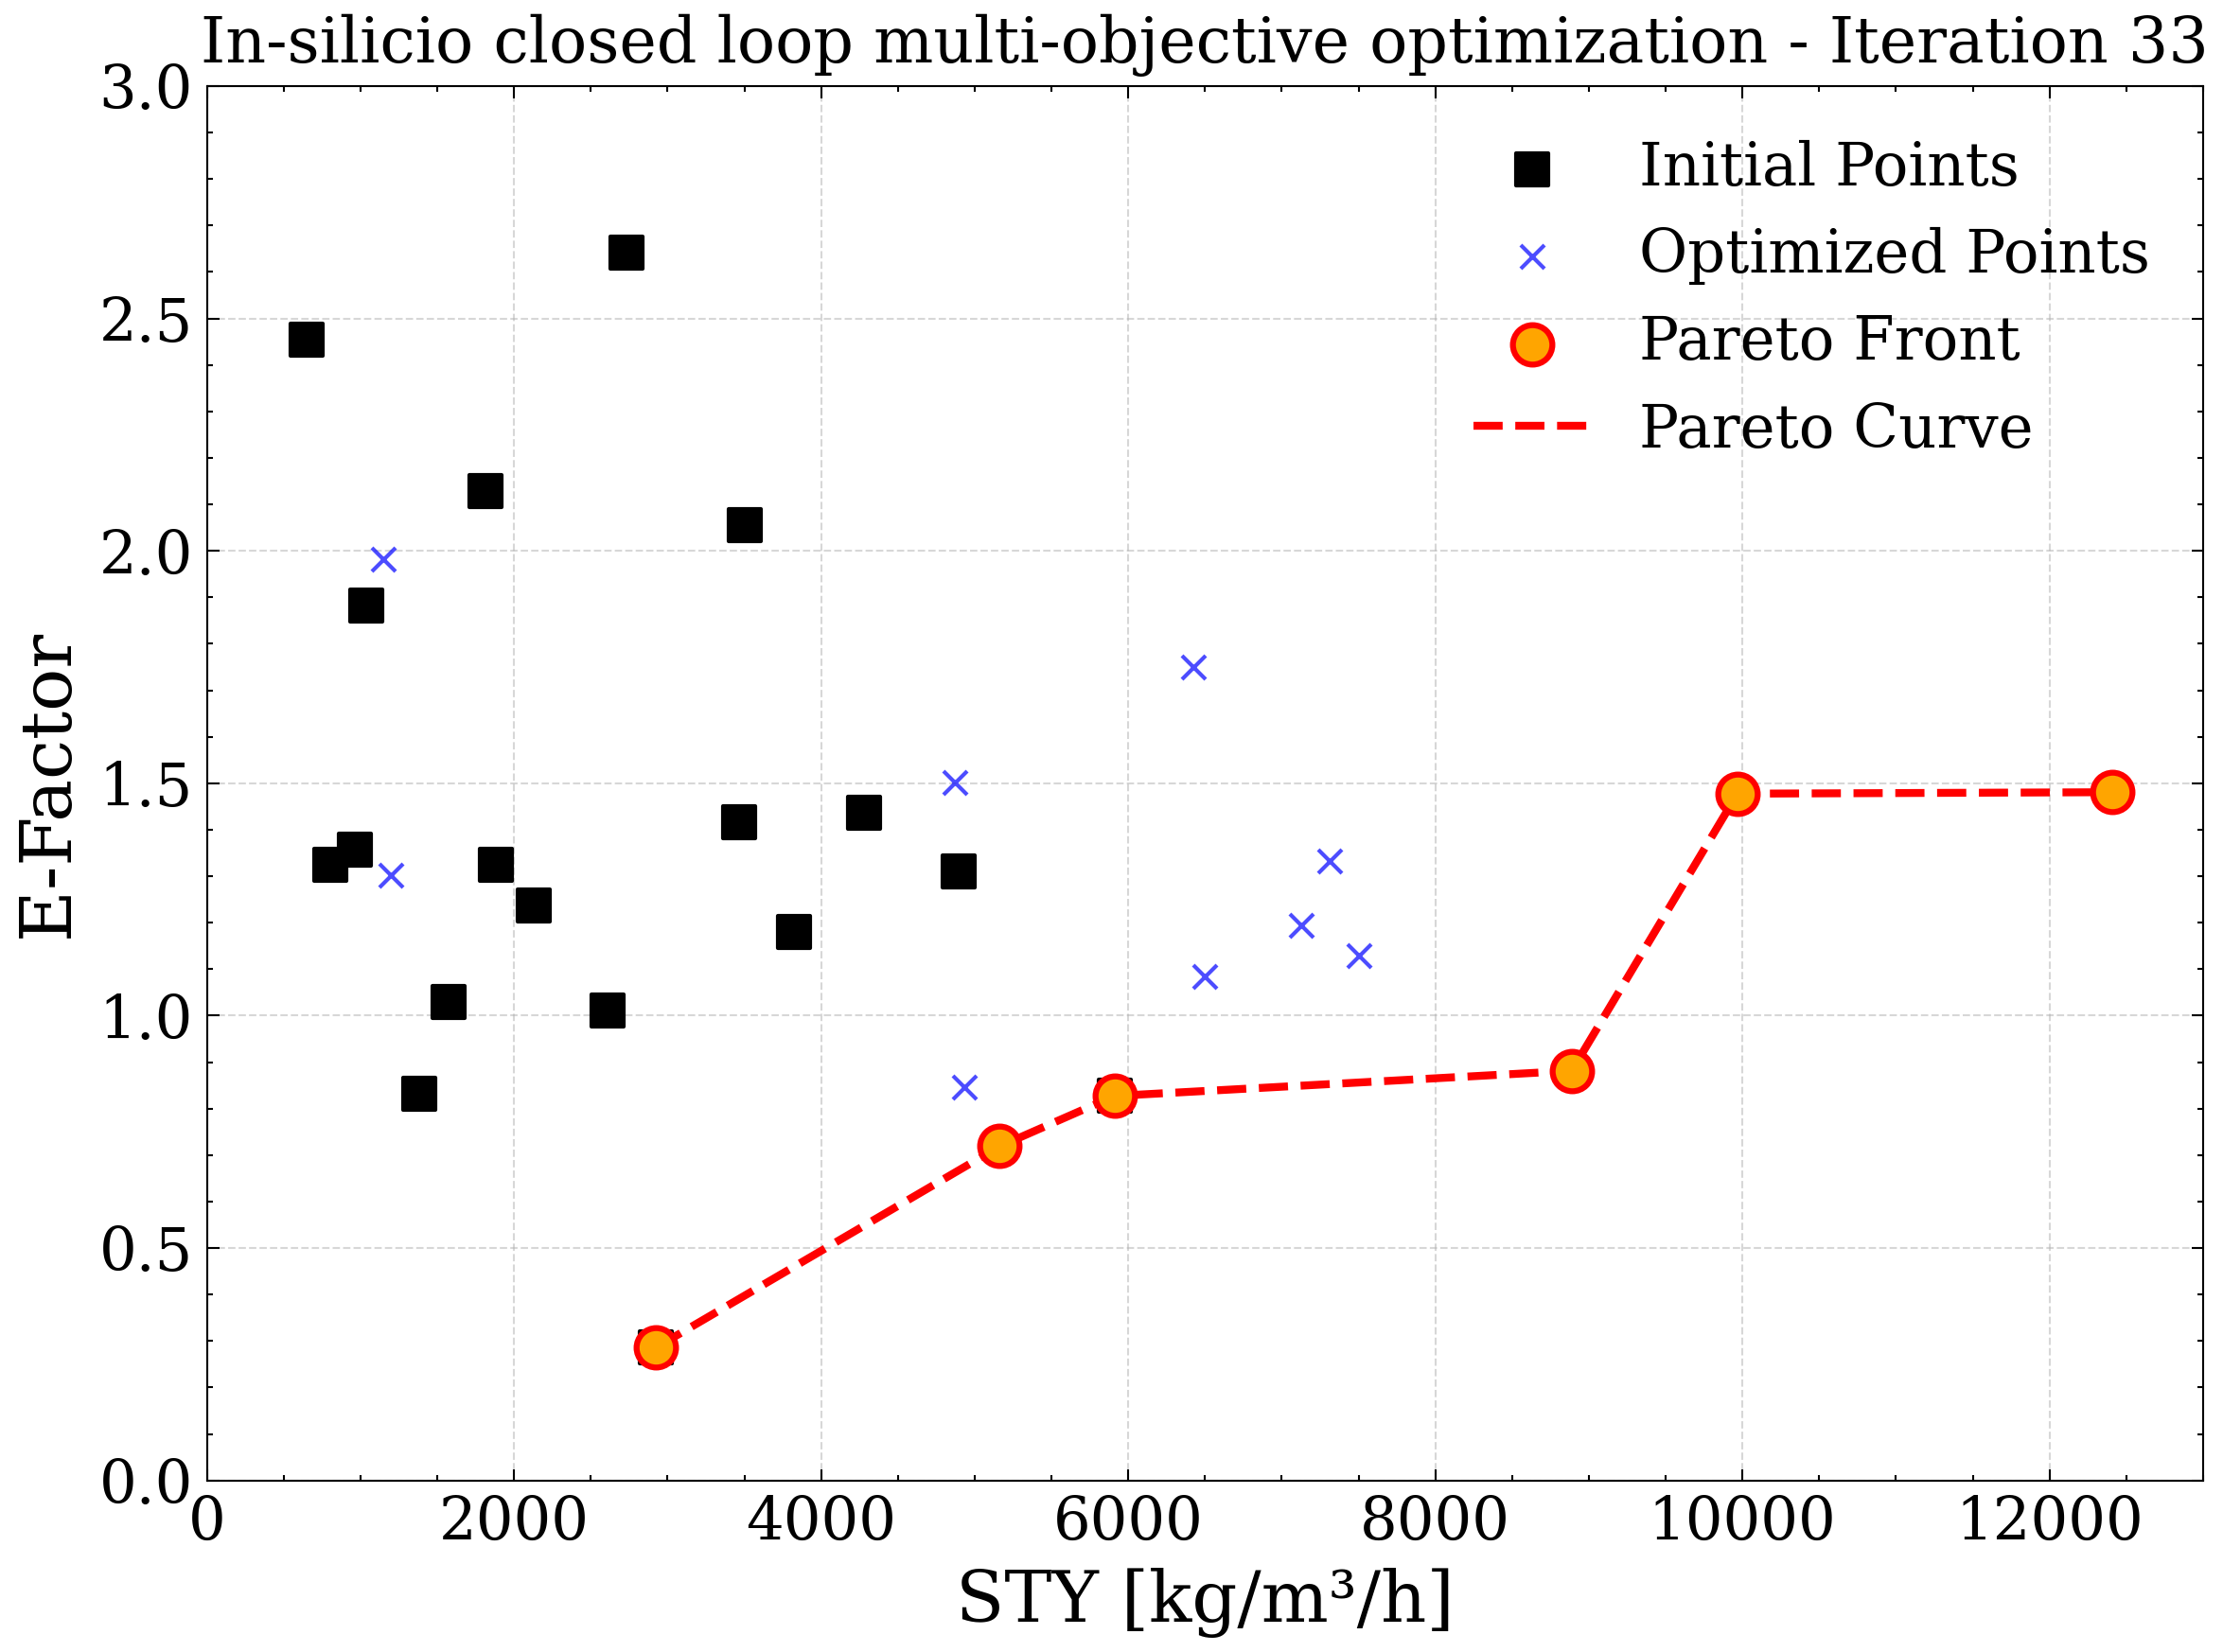 In-silicio closed loop multi-objective optimization - Iteration 33
3.0
2.5
2.0
1.5
1.0
0.5
0.0
E-Factor
Initial Points
Optimized Points
Pareto Front
Pareto Curve
0 2000 4000 6000 8000 10000 12000
STY [kg/m³/h]